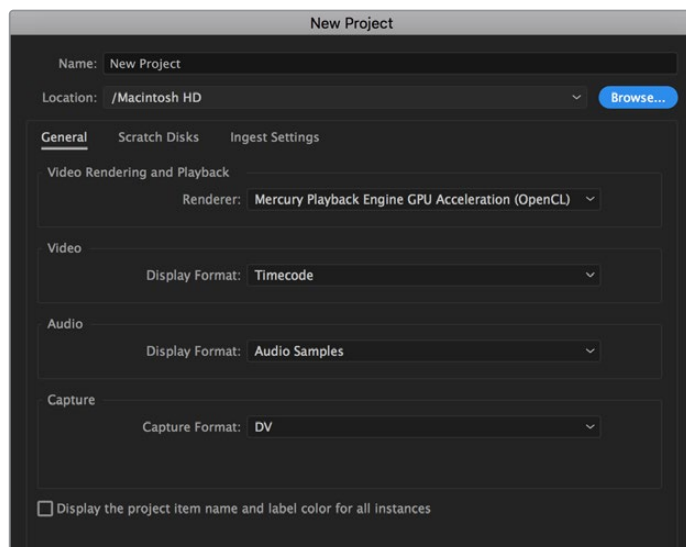 New Project
Name: New Project
Location: /Macintosh HD Browse...
General Scratch Disks Ingest Settings
Video Rendering and Playback
Renderer: Mercury Playback Engine GPU Acceleration (OpenCL)
Video
Display Format: Timecode
Audio
Display Format: Audio Samples
Capture
Capture Format: DV
Display the project item name and label color for all instances